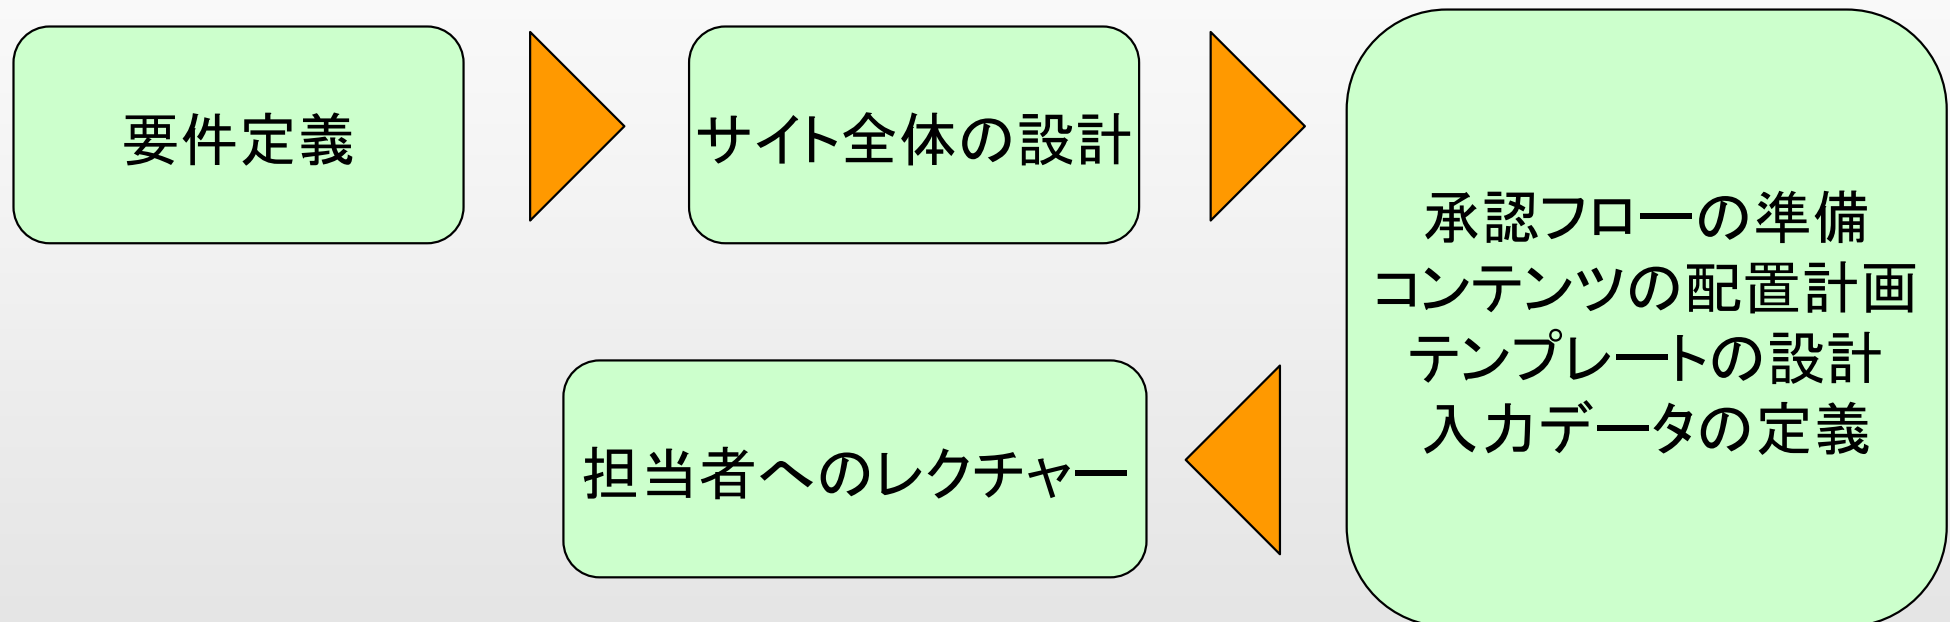 要件定義
サイト全体の設計
承認フローの準備
コンテンツの配置計画
テンプレートの設計
入力データの定義
担当者へのレクチャー